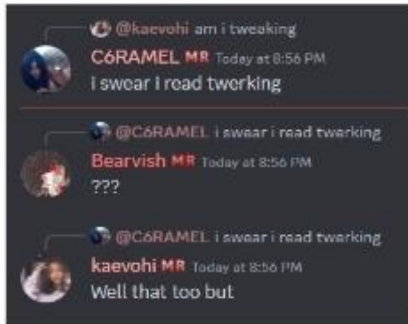 @kaevohi am i tweaking
C6RAMEL MR Today at 8:56 PM
i swear i read twerking
@C6RAMEL i swear i read twerking
Bearvish MR Today at 8:56 PM
???
@C6RAMEL i swear i read twerking
kaevohi MR Today at 8:56 PM
Well that too but